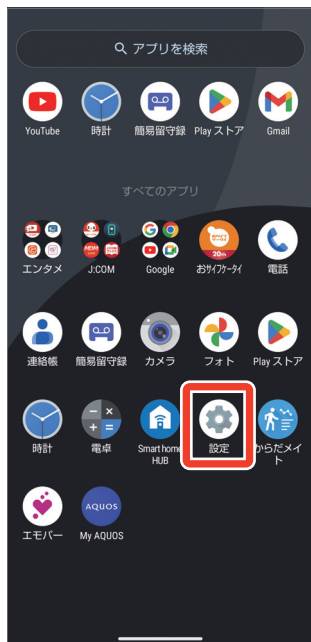 アプリを検索
YouTube 時計 簡易留守録 Play ストア Gmail
すべてのアプリ
20th
エンタメ J:COM Google おサイフケータイ 電話
連絡帳 簡易留守録 カメラ フォト Play ストア
時計 電卓 Smart home HUB 設定 からだメイト
AQUOS
エモパー My AQUOS